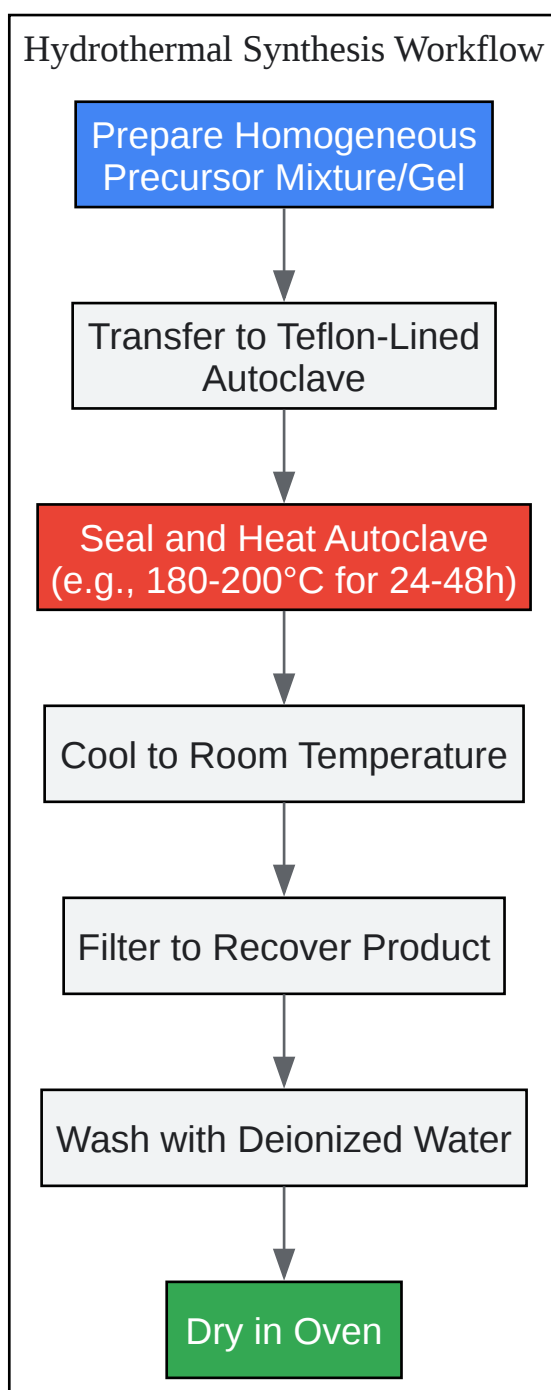 Hydrothermal Synthesis Workflow
Prepare Homogeneous
Precursor Mixture/Gel
Transfer to Teflon-Lined
Autoclave
Seal and Heat Autoclave
(e.g., 180-200°C for 24-48h)
Cool to Room Temperature
Filter to Recover Product
Wash with Deionized Water
Dry in Oven